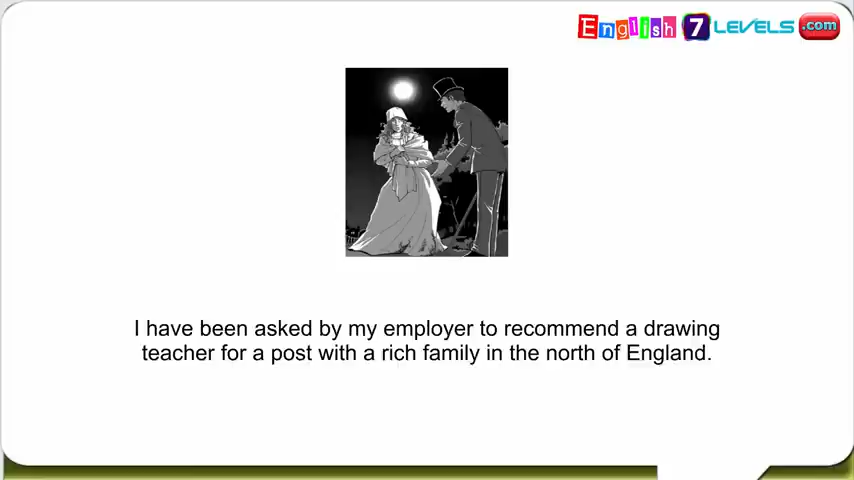 English 7 LEVELS .com
I have been asked by my employer to recommend a drawing
teacher for a post with a rich family in the north of England.